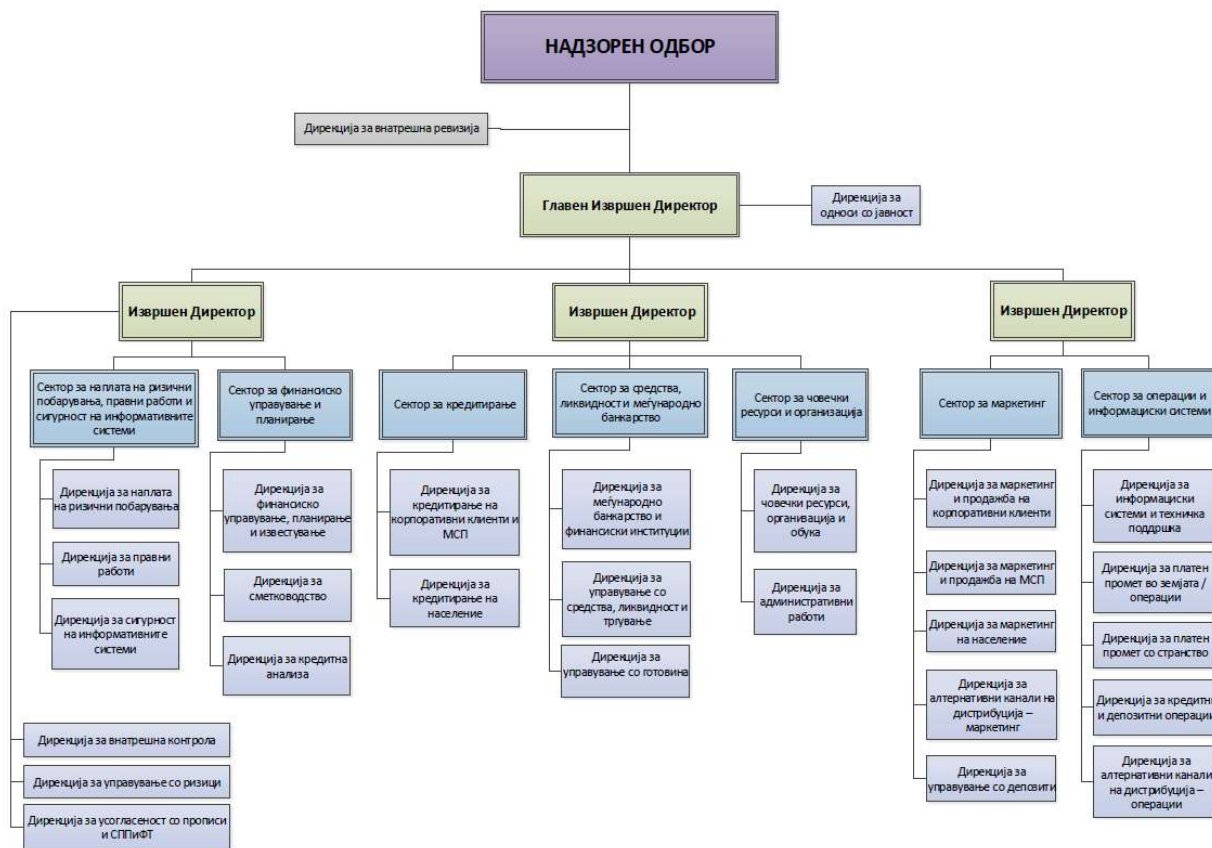 НАДЗОРЕН ОДБОР
Дирекција за внатрешна ревизија
Главен Извршен Директор
Дирекција за
односи со јавност
Извршен Директор
Извршен Директор
Извршен Директор
Сектор за наплата на ризични
побарувања, правни работи и
сигурност на информативните
системи
Сектор за финансиско
управување и
планирање
Сектор за кредитирање
Сектор за средства,
ликвидност и меѓународно
банкарство
Сектор за човечки
ресурси и организација
Сектор за маркетинг
Сектор за операции и
информациски системи
Дирекција за наплата
на ризични побарувања
Дирекција за правни
работи
Дирекција за сигурност
на информативните
системи
Дирекција за
финансиско
управување, планирање
и известување
Дирекција за
сметководство
Дирекција за кредитна
анализа
Дирекција за
кредитирање на
корпоративни клиенти и
МСП
Дирекција за
кредитирање на
население
Дирекција за
меѓународно
банкарство и
финансиски институции
Дирекција за
управување со
средства, ликвидност и
тргување
Дирекција за
управување со готовина
Дирекција за
човечки ресурси,
организација и
обука
Дирекција за
административни
работи
Дирекција за маркетинг
и продажба на
корпоративни клиенти
Дирекција за маркетинг
и продажба на МСП
Дирекција за маркетинг
на население
Дирекција за
алтернативни канали на
дистрибуција –
маркетинг
Дирекција за
управување со депозити
Дирекција за
информациски
системи и техничка
поддршка
Дирекција за платен
промет во земјата /
операции
Дирекција за платен
промет со странство
Дирекција за кредитни
и депозитни операции
Дирекција за
алтернативни канали
на дистрибуција –
операции
Дирекција за внатрешна контрола
Дирекција за управување со ризици
Дирекција за усогласеност со прописи
и СППиФТ